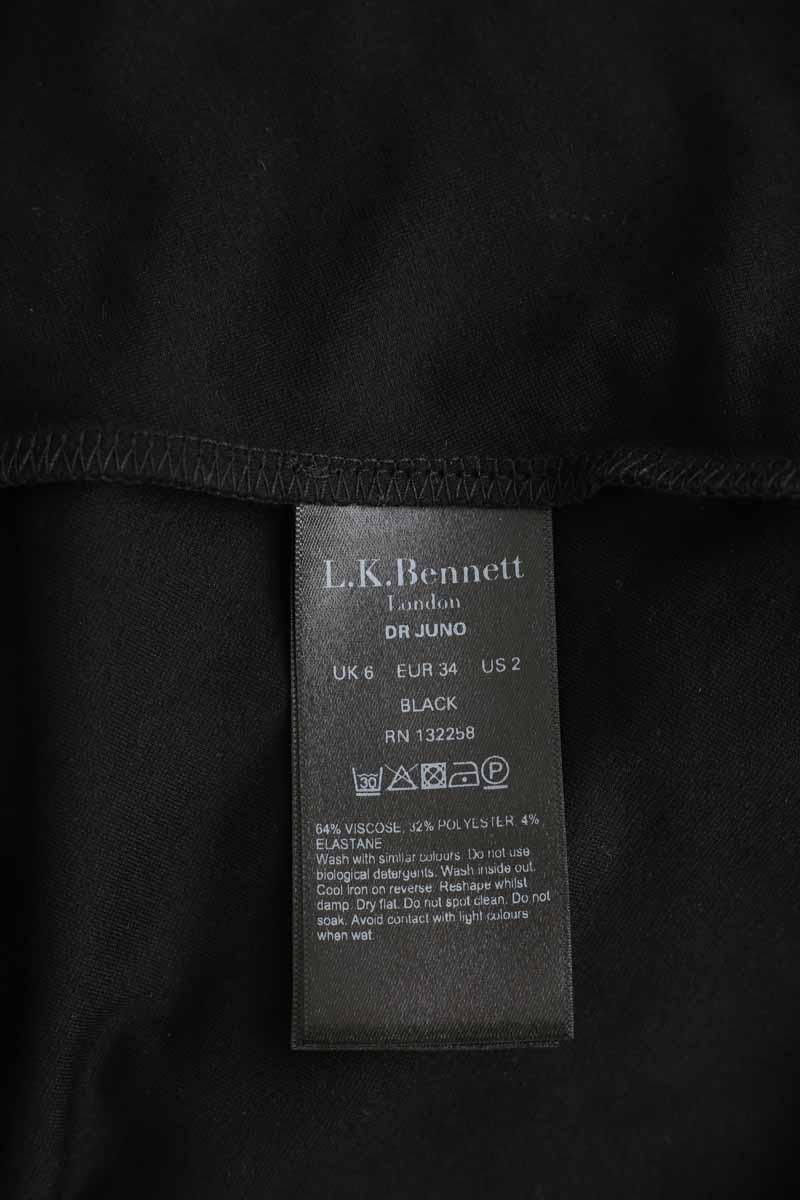 L.K.Bennett
London
DR JUNO
UK 6 EUR 34 US 2
BLACK
RN 132258
30 P
64% VISCOSE, 32% POLYESTER, 4%
ELASTANE
Wash with similar colours. Do not use
biological detergents. Wash inside out.
Cool Iron on reverse. Reshape whilst
damp. Dry flat. Do not spot clean. Do not
soak. Avoid contact with light colours
when wet.